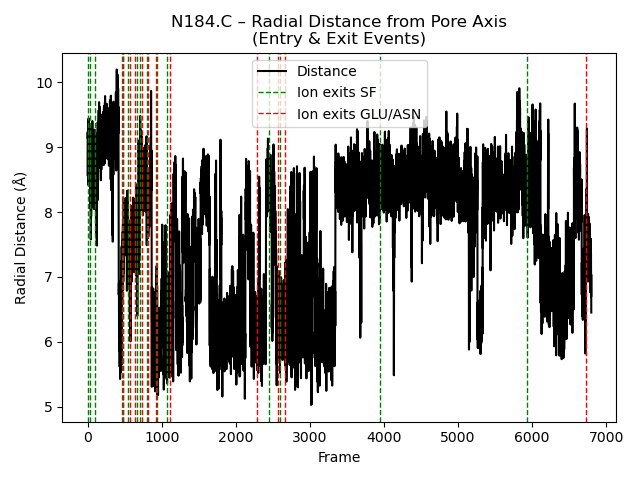 N184.C – Radial Distance from Pore Axis
(Entry & Exit Events)
Distance
Ion exits SF
Ion exits GLU/ASN
Radial Distance (Å)
10
9
8
7
6
5
0 1000 2000 3000 4000 5000 6000 7000
Frame